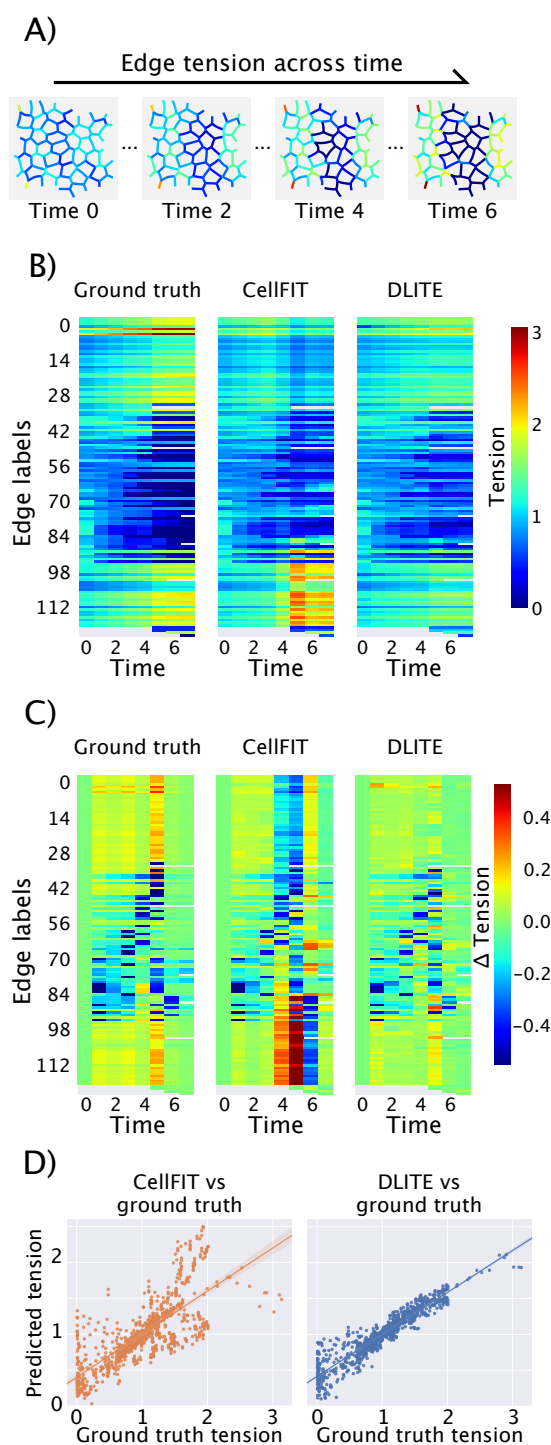 A)
Edge tension across time
... ... ...
Time 0 Time 2 Time 4 Time 6
B)
Ground truth CellFIT DLITE
Edge labels
0
14
28
42
56
70
84
98
112
0 2 4 6 0 2 4 6 0 2 4 6
Time Time Time
Tension
3
2
1
0
C)
Ground truth CellFIT DLITE
Edge labels
0
14
28
42
56
70
84
98
112
0 2 4 6 0 2 4 6 0 2 4 6
Time Time Time
Δ Tension
0.4
0.2
0.0
−0.2
−0.4
D)
CellFIT vs
ground truth
DLITE vs
ground truth
Predicted tension
2
1
0
0 1 2 3 0 1 2 3
Ground truth tension Ground truth tension